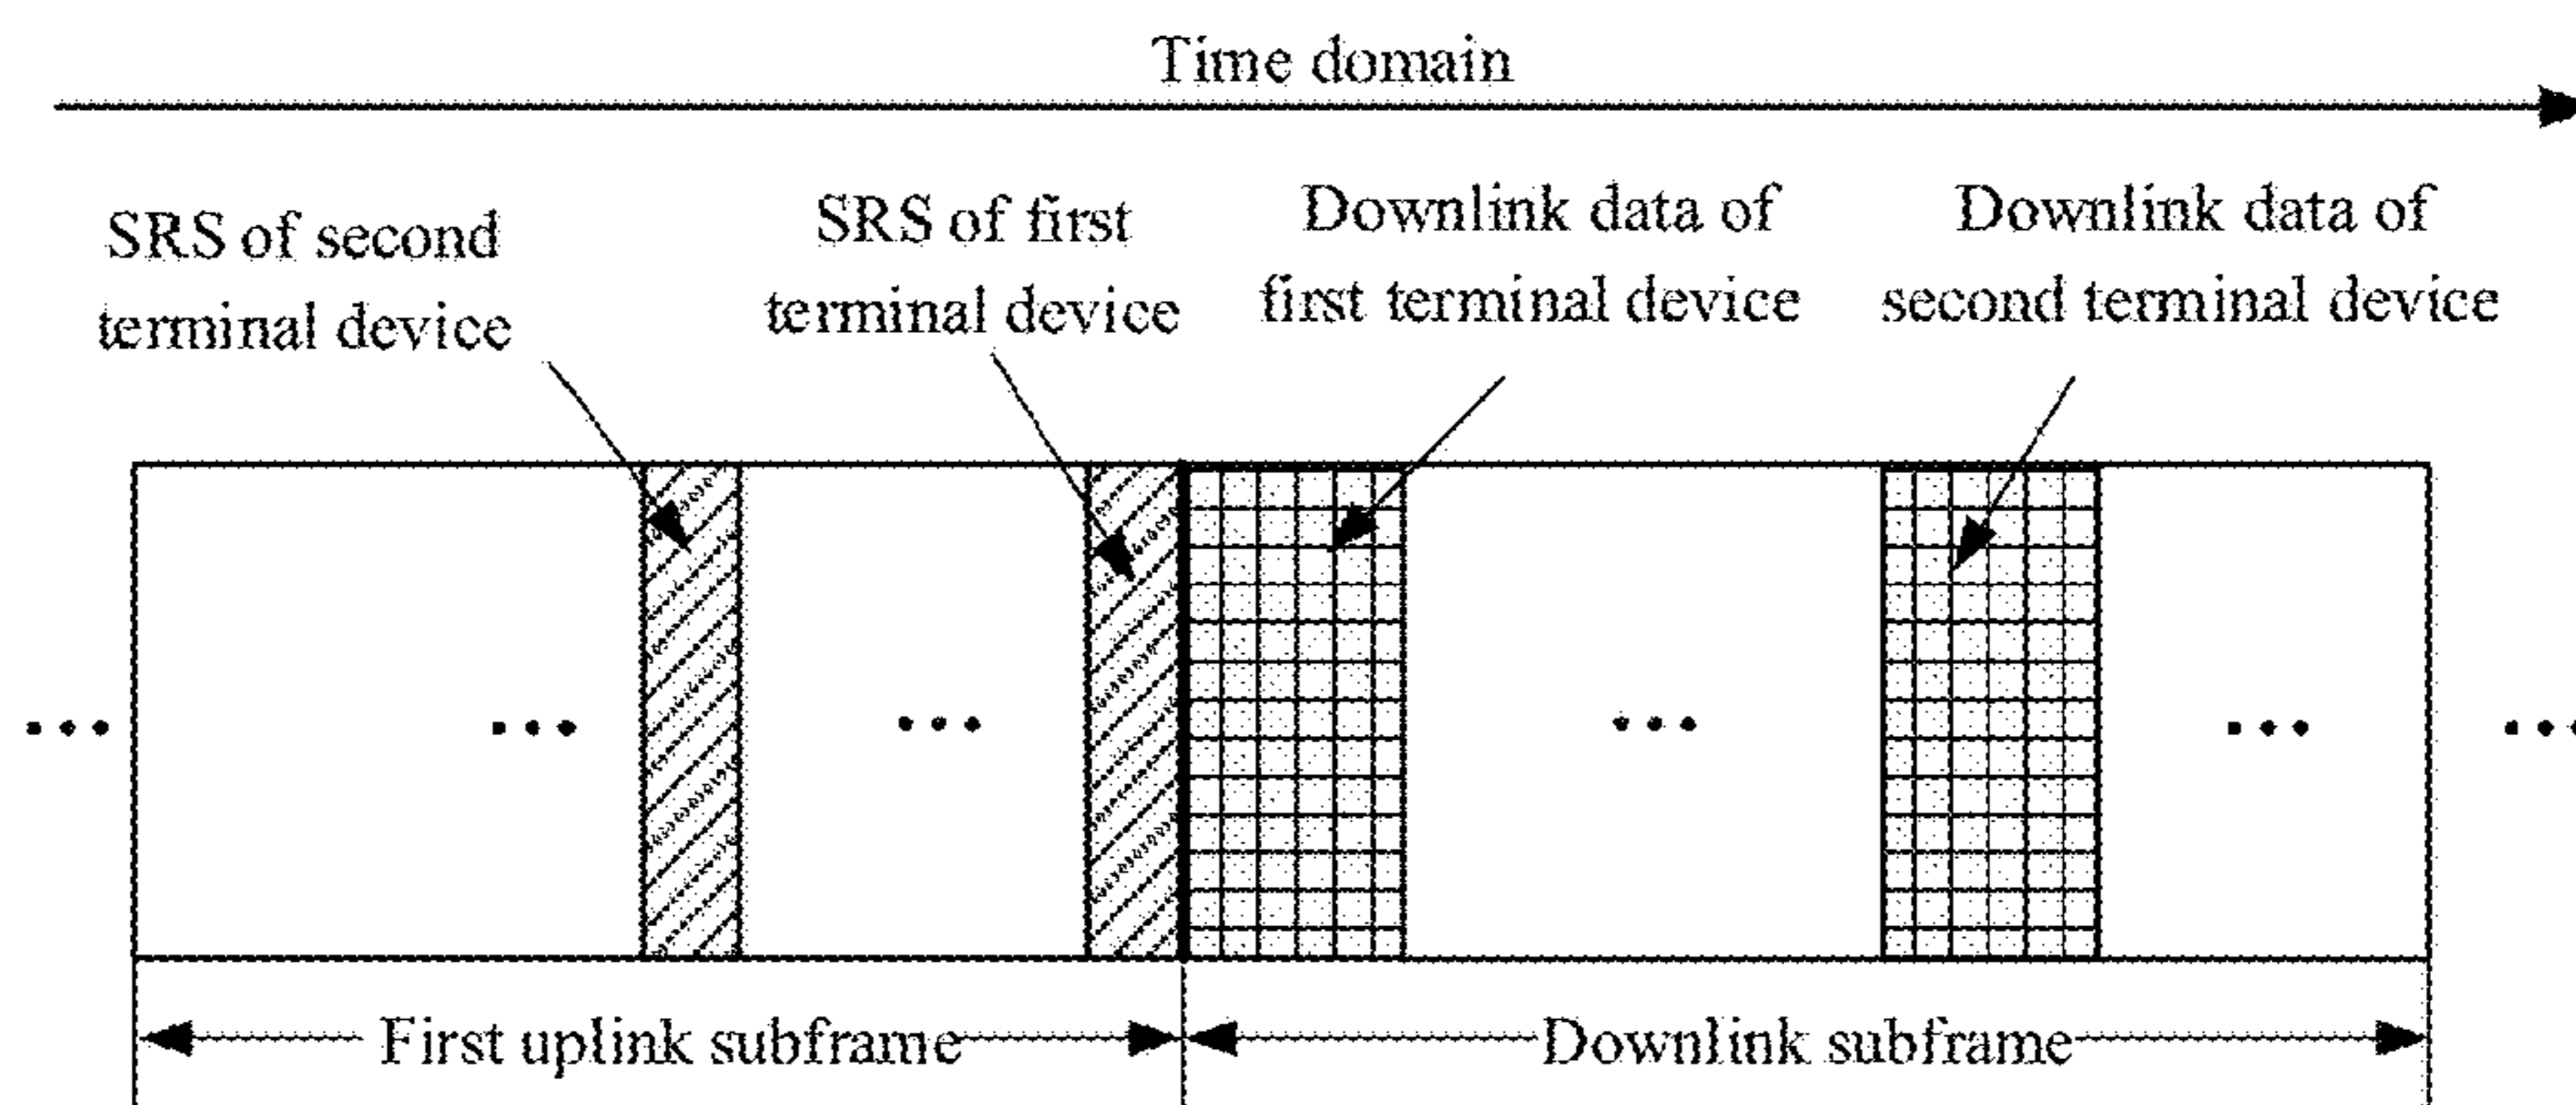 Time domain
SRS of second
terminal device
SRS of first
terminal device
Downlink data of
first terminal device
Downlink data of
second terminal device
...
...
...
...
...
...
First uplink subframe
Downlink subframe